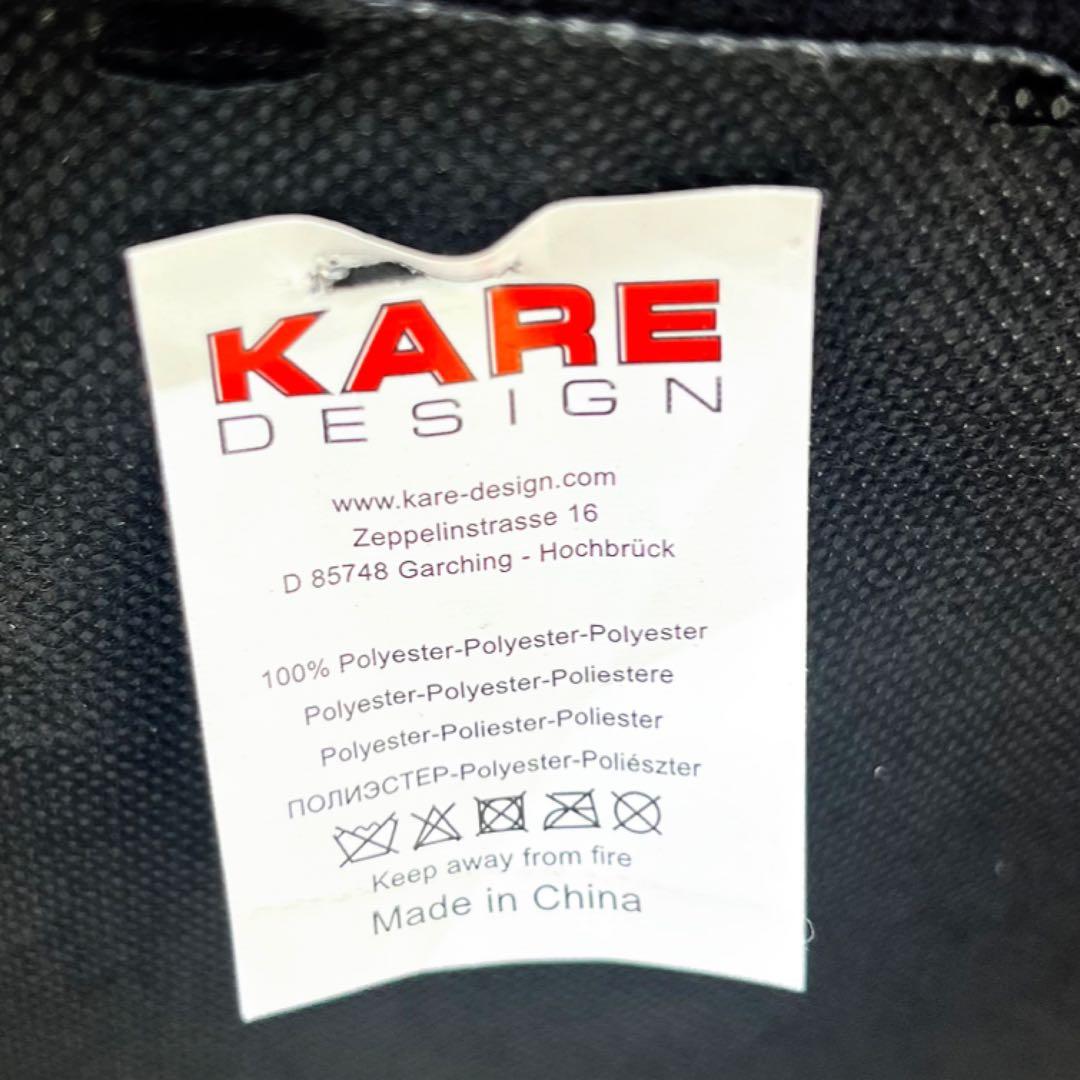 KARE
DESIGN
www.kare-design.com
Zeppelinstrasse 16
D 85748 Garching - Hochbrück
100% Polyester-Polyester-Polyester
Polyester-Polyester-Poliestere
Polyester-Poliester-Poliester
ПОЛИЭСТЕР-Polyester-Poliészter
Keep away from fire
Made in China